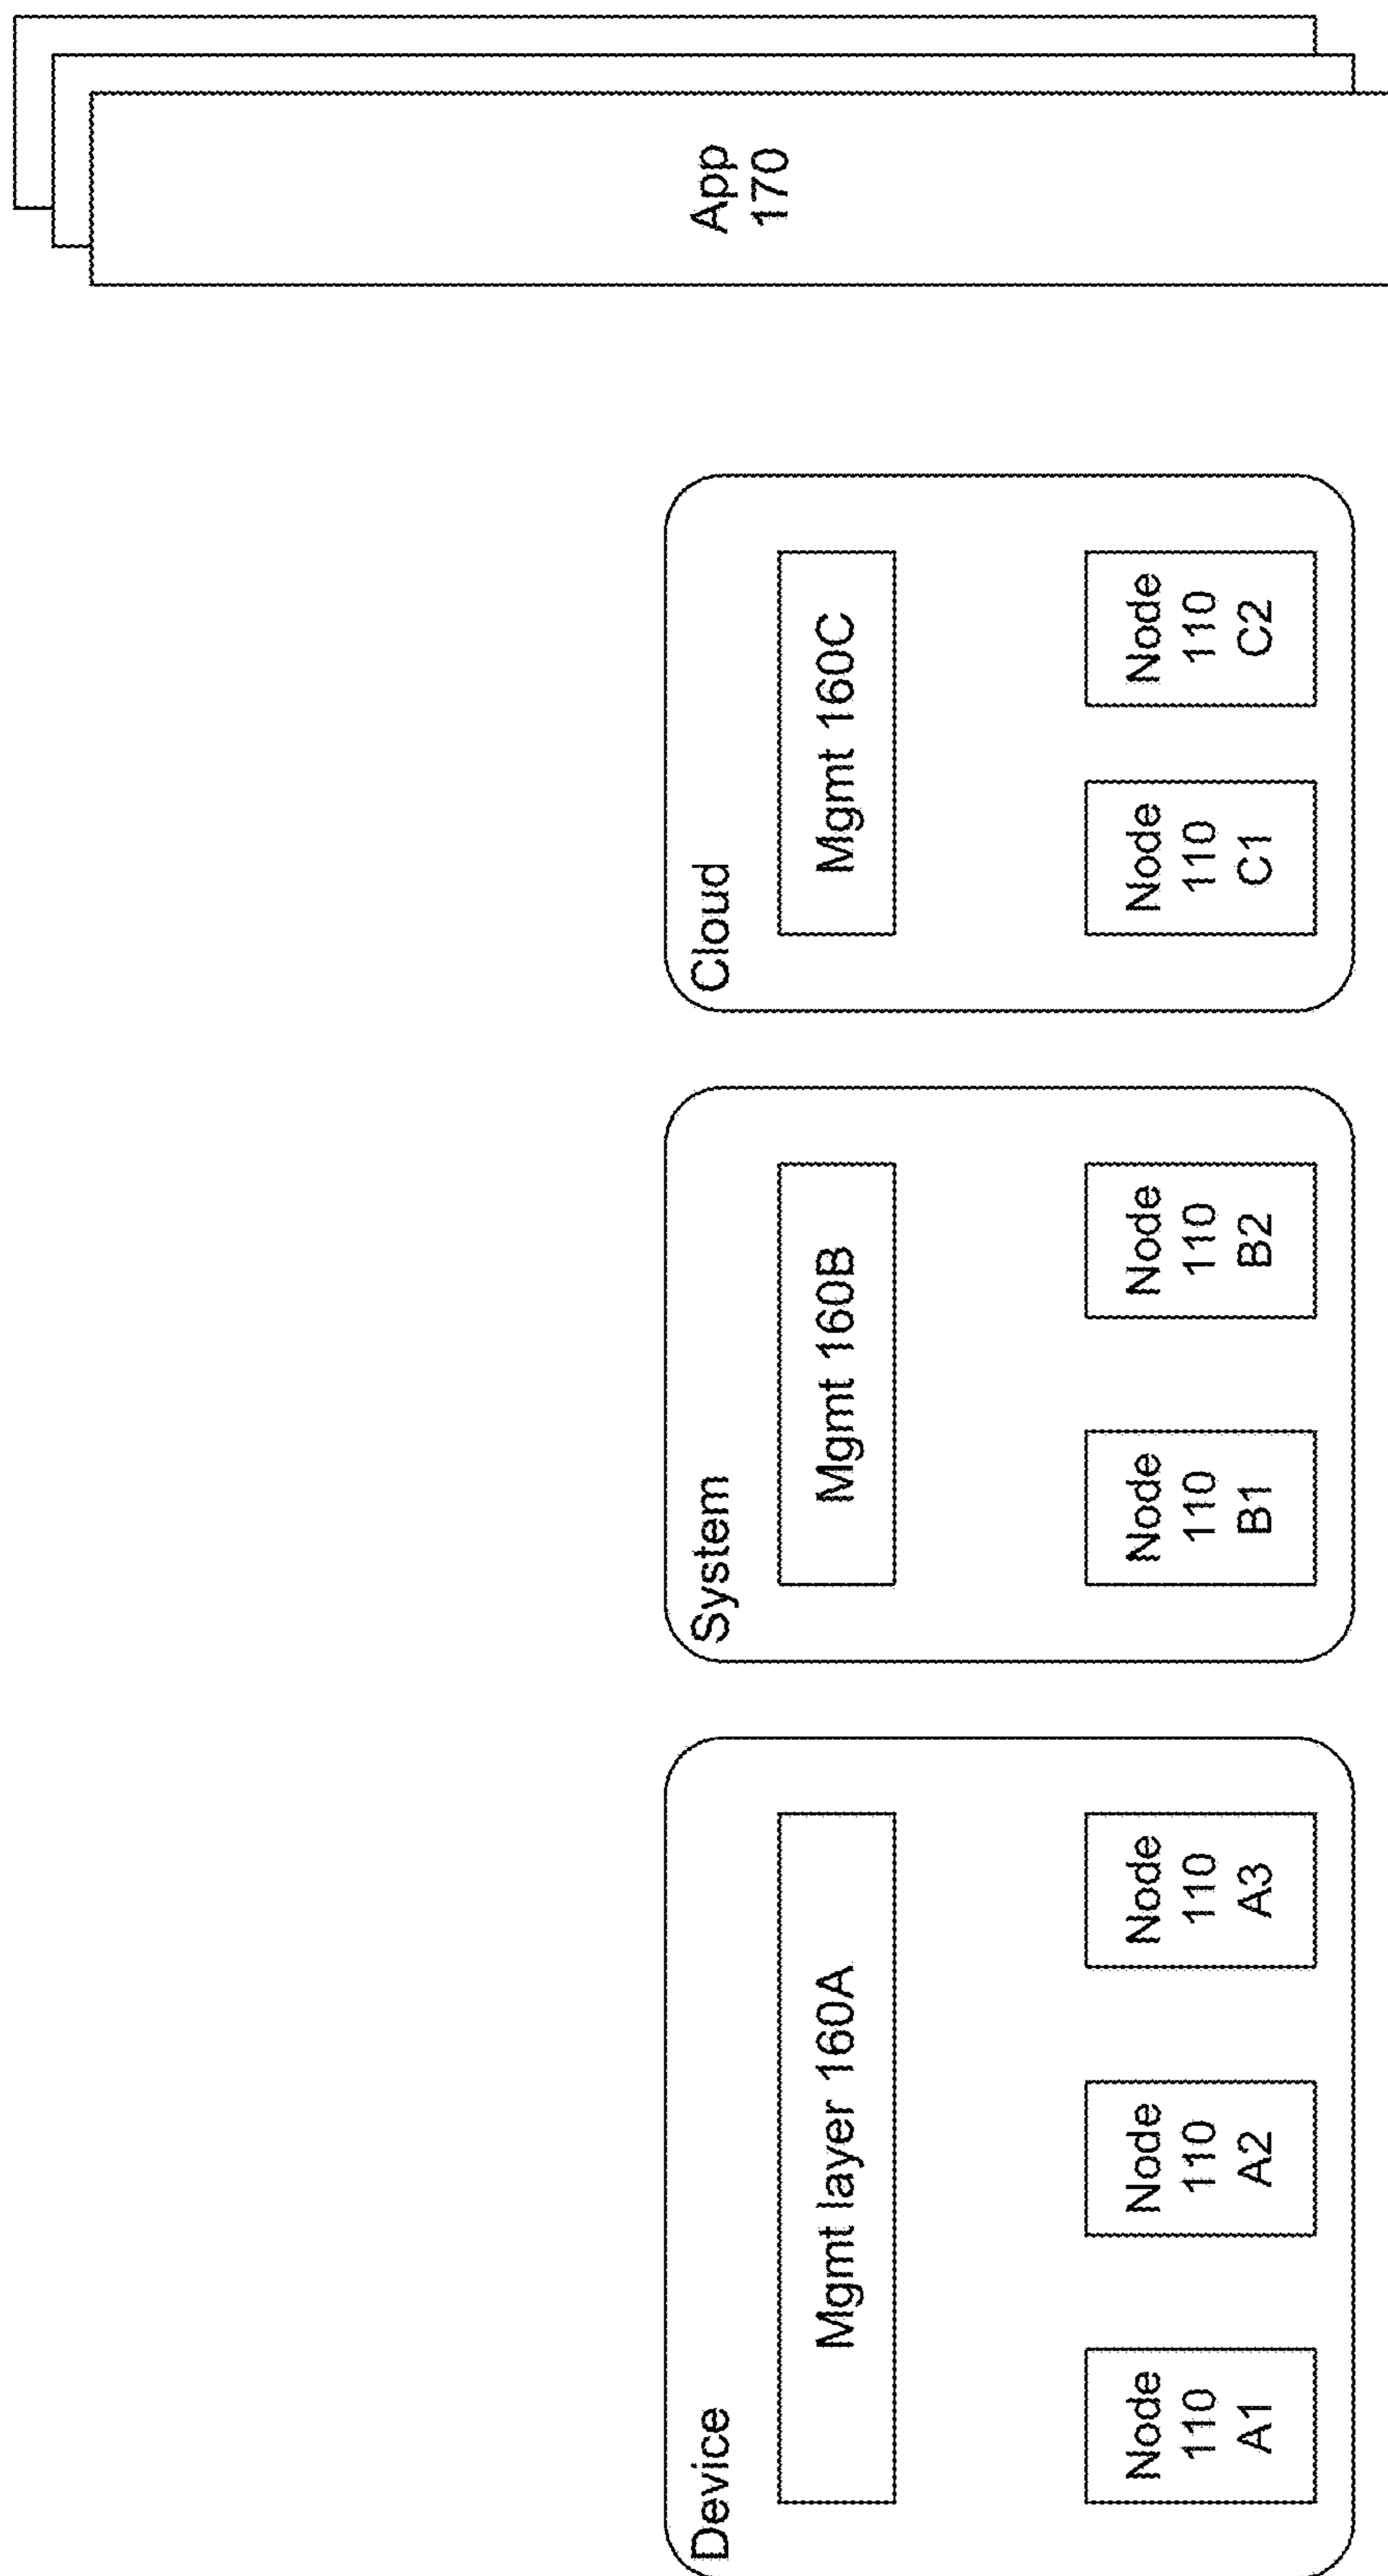 Device
Mgmt layer 160A
Node
110
A1
Node
110
A2
Node
110
A3
System
Mgmt 160B
Node
110
B1
Node
110
B2
Cloud
Mgmt 160C
Node
110
C1
Node
110
C2
App
170